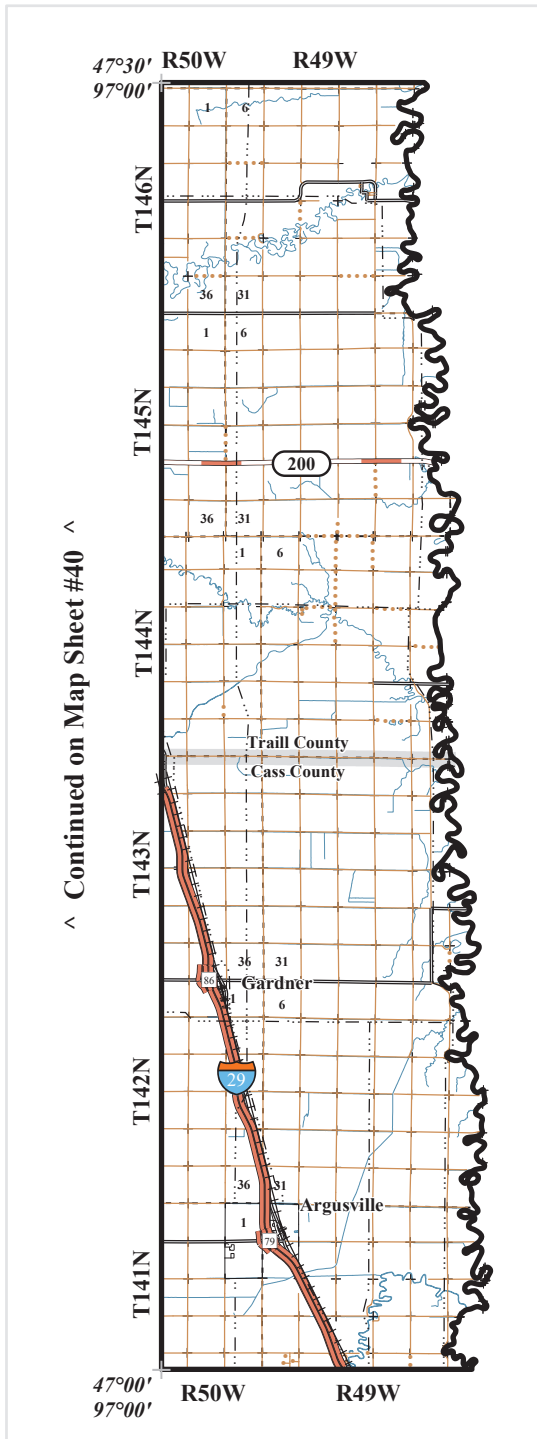 R50W R49W
47°30'
97°00'
1 6
T146N
36 31
1 6
T145N
200
36 31
1 6
^ Continued on Map Sheet #40 ^
T144N
Traill County
Cass County
T143N
36 31
86 Gardner
1 6
29
T142N
36 31
Argusville
1
79
T141N
47°00'
97°00'
R50W R49W